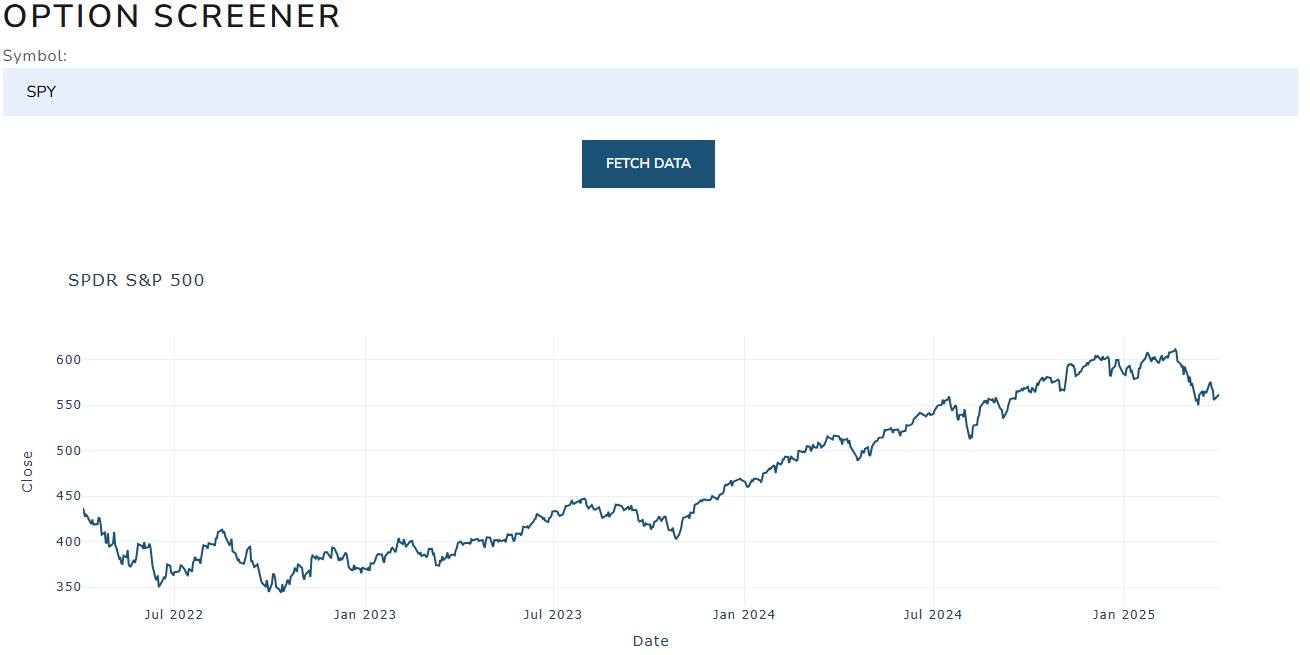 OPTION SCREENER
Symbol:
SPY
FETCH DATA
SPDR S&P 500
600
550
500
450
400
350
Close
Jul 2022 Jan 2023 Jul 2023 Jan 2024 Jul 2024 Jan 2025
Date